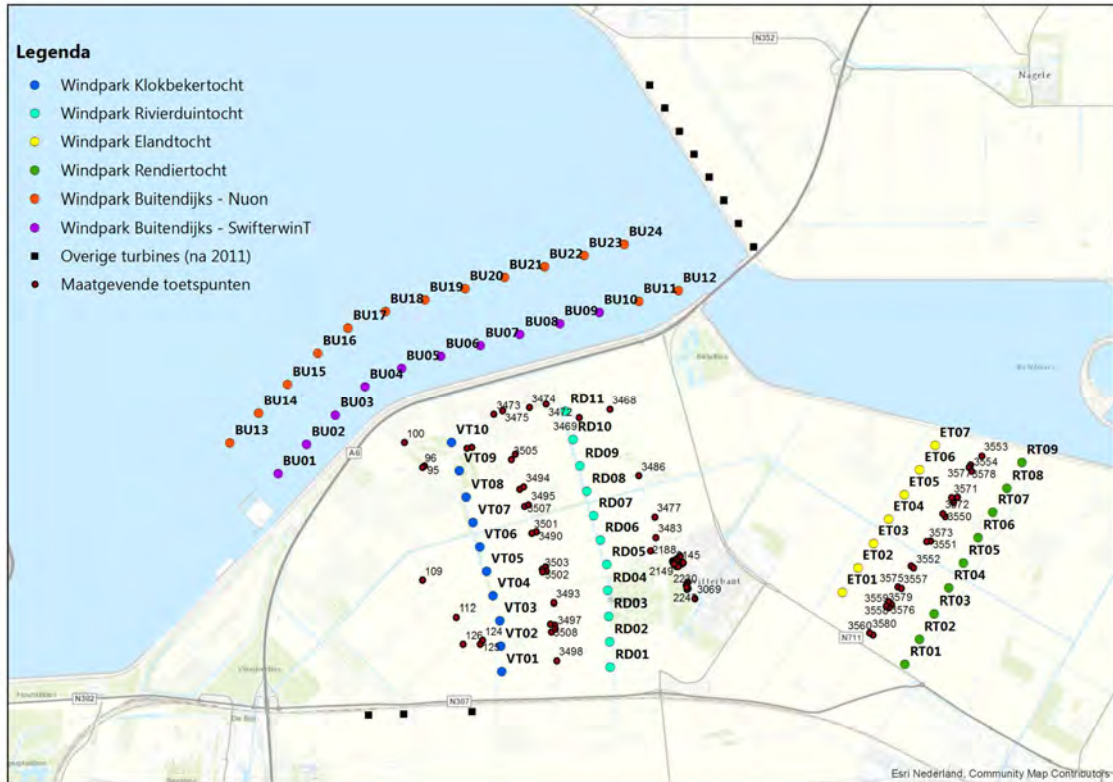 N352
Nagele
Legenda
Windpark Klokbekertocht
Windpark Rivierduintocht
Windpark Elandtocht
Windpark Rendiertocht
Windpark Buitendijks - Nuon
Windpark Buitendijks - SwifterwinT
Overige turbines (na 2011)
Maatgevende toetspunten
BU24
BU23
BU22
BU21
BU20
BU19
BU18
BU17
BU16
BU15
BU14
BU13
BU12
BU11
BU10
BU09
BU08
BU07
BU06
BU05
BU04
BU03
BU02
BU01
A6
3473
3475
3474
3472
3469
3468
RD11
RD10
RD09
RD08
RD07
RD06
RD05
RD04
RD03
RD02
RD01
100
96
95
109
112
126
124
125
VT10
VT09
VT08
VT07
VT06
VT05
VT04
VT03
VT02
VT01
3505
3494
3495
3507
3501
3490
3503
3502
3493
3497
3508
3498
3486
3477
3483
2188
2149
3069
ET07
ET06
ET05
ET04
ET03
ET02
ET01
3553
3554
3578
3571
3550
3573
3551
3552
3575
3557
3579
3576
3560
3580
RT09
RT08
RT07
RT06
RT05
RT04
RT03
RT02
RT01
N711
N302
N307
Esri Nederland, Community Map Contributors